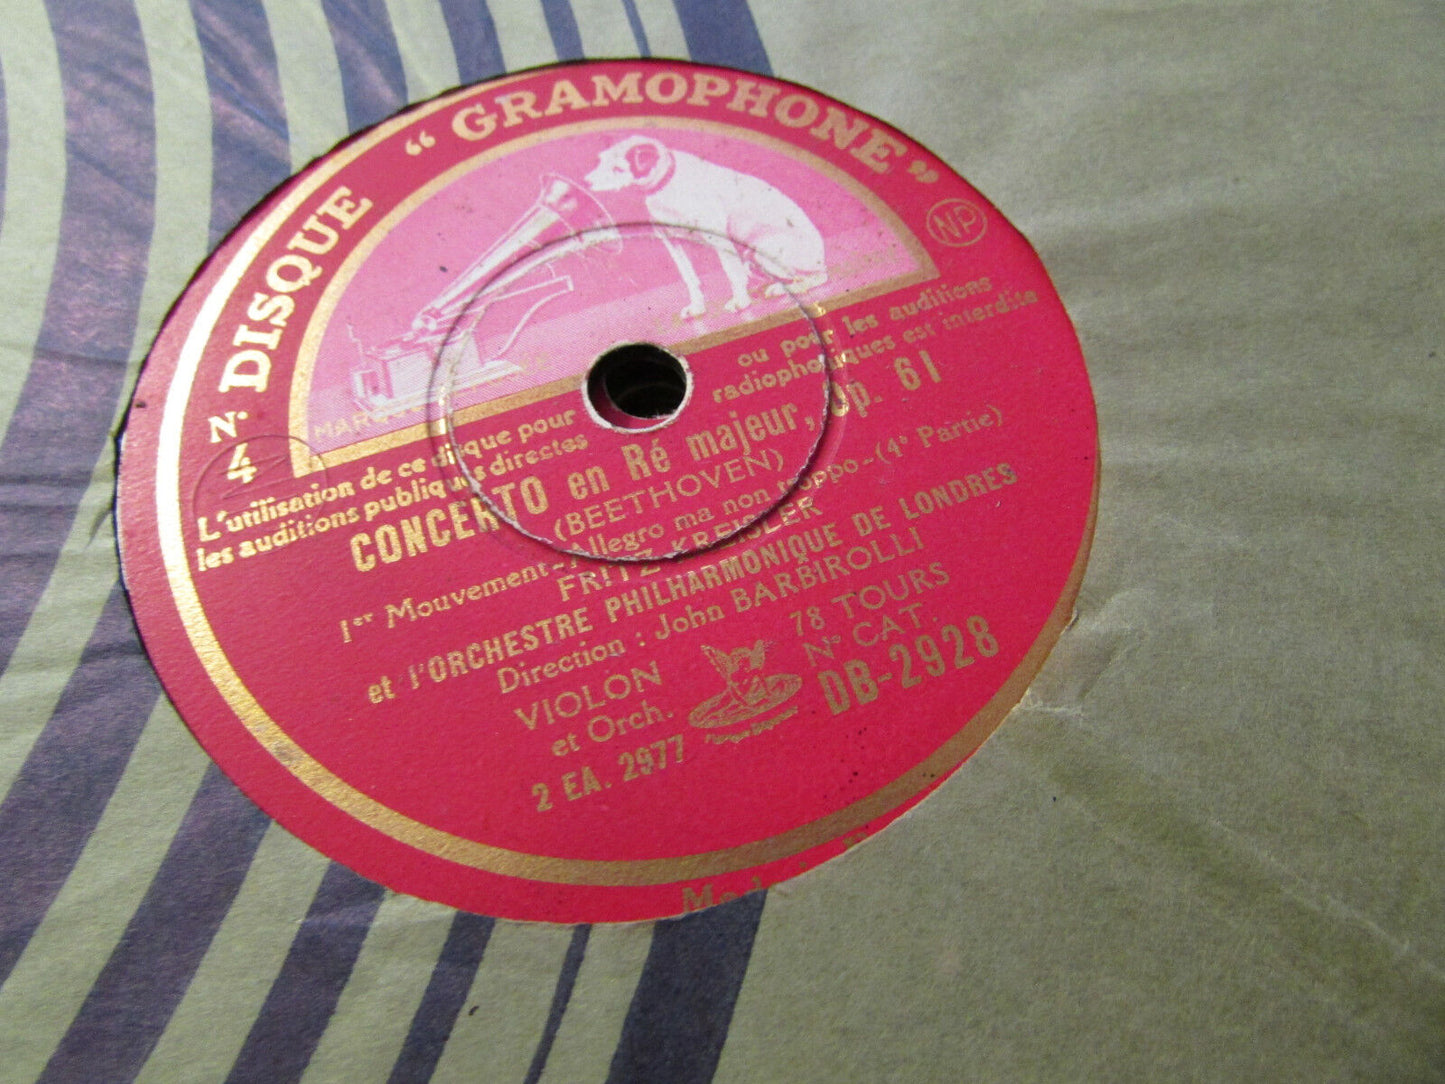 DISQUE “GRAMOPHONE”
NP
Nº
4
L'utilisation de ce disque pour
les auditions publiques directes
ou pour les auditions
radiophoniques est interdite
CONCERTO en Ré majeur, Op. 61
(BEETHOVEN)
1er Mouvement-Allegro ma non troppo-(4e Partie)
FRITZ KREISLER
et l'ORCHESTRE PHILHARMONIQUE DE LONDRES
Direction : John BARBIROLLI
VIOLON
et Orch.
2 EA. 2977
78 TOURS
Nº CAT.
DB-2928